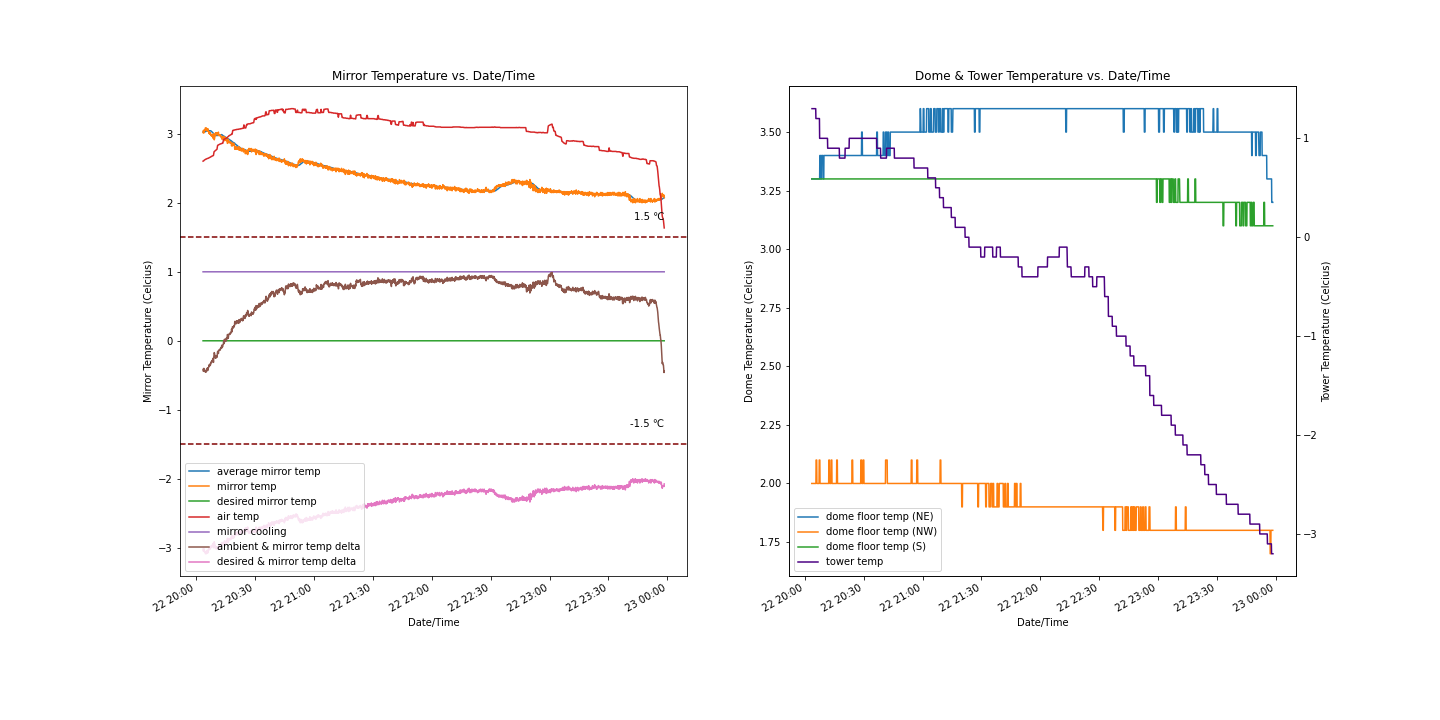 Mirror Temperature vs. Date/Time
Mirror Temperature (Celcius)
3
2
1
0
−1
−2
−3
1.5 °C
-1.5 °C
average mirror temp
mirror temp
desired mirror temp
air temp
mirror cooling
ambient & mirror temp delta
desired & mirror temp delta
22 20:00
22 20:30
22 21:00
22 21:30
22 22:00
22 22:30
22 23:00
22 23:30
23 00:00
Date/Time
Dome & Tower Temperature vs. Date/Time
Dome Temperature (Celcius)
3.50
3.25
3.00
2.75
2.50
2.25
2.00
1.75
dome floor temp (NE)
dome floor temp (NW)
dome floor temp (S)
tower temp
22 20:00
22 20:30
22 21:00
22 21:30
22 22:00
22 22:30
22 23:00
22 23:30
23 00:00
Date/Time
1
0
−1
−2
−3
Tower Temperature (Celcius)